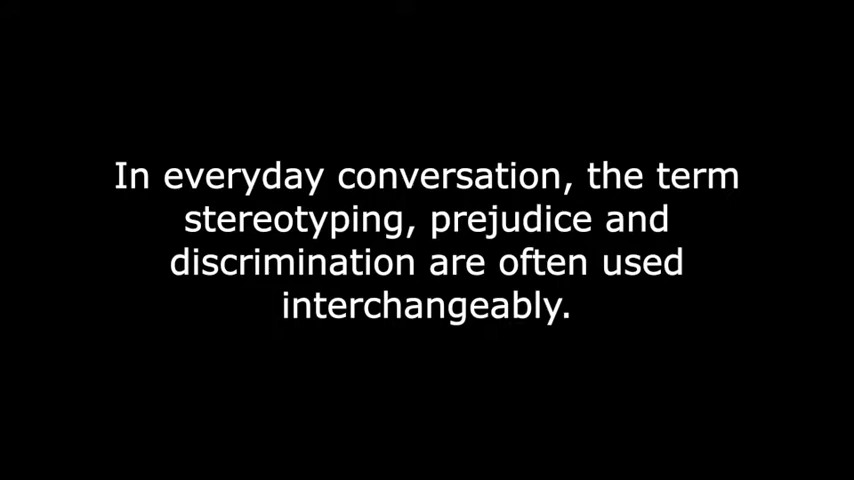 In everyday conversation, the term
stereotyping, prejudice and
discrimination are often used
interchangeably.